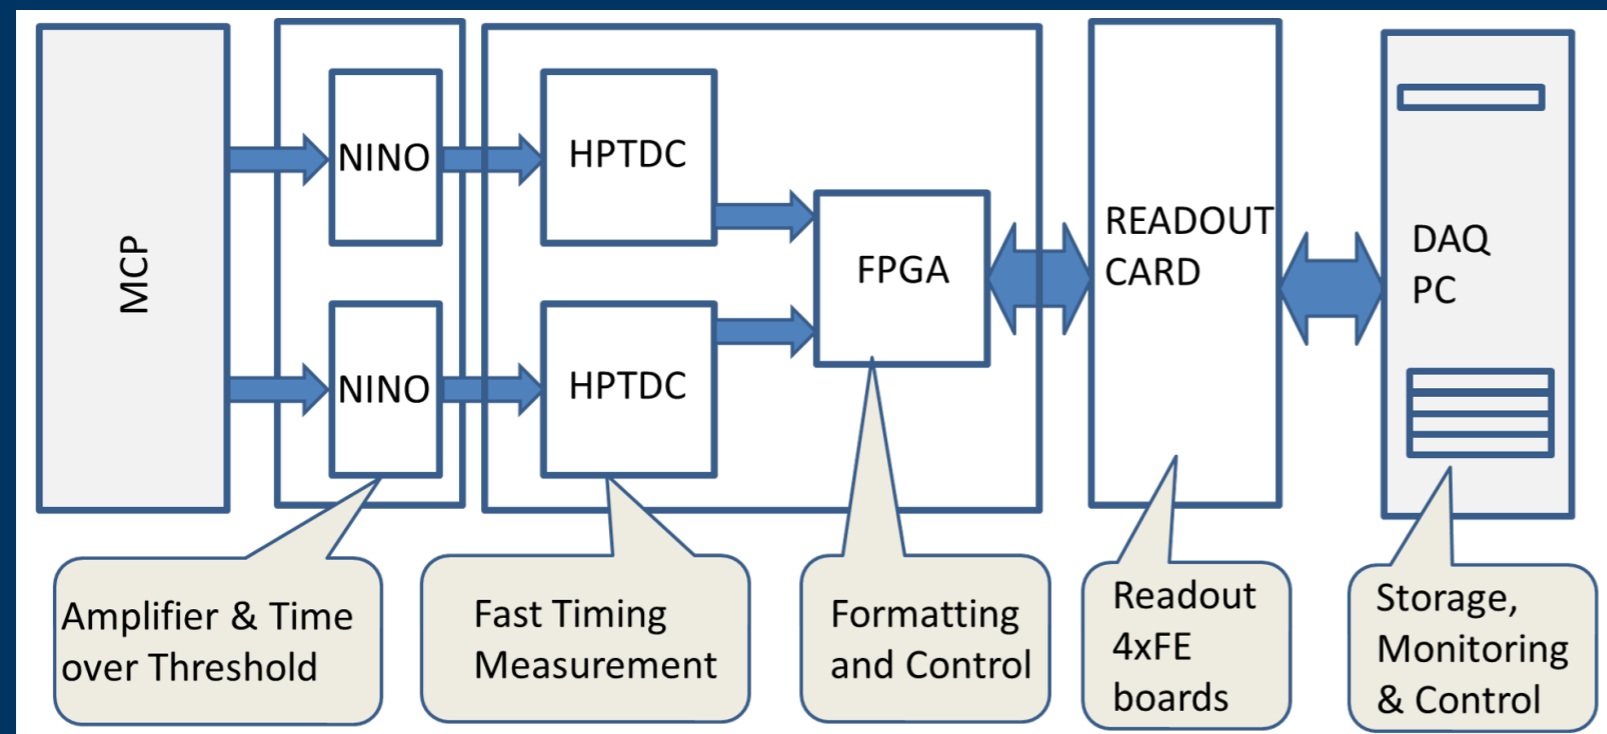 MCP
NINO
NINO
HPTDC
HPTDC
FPGA
READOUT
CARD
DAQ
PC
Amplifier & Time
over Threshold
Fast Timing
Measurement
Formatting
and Control
Readout
4xFE
boards
Storage,
Monitoring
& Control